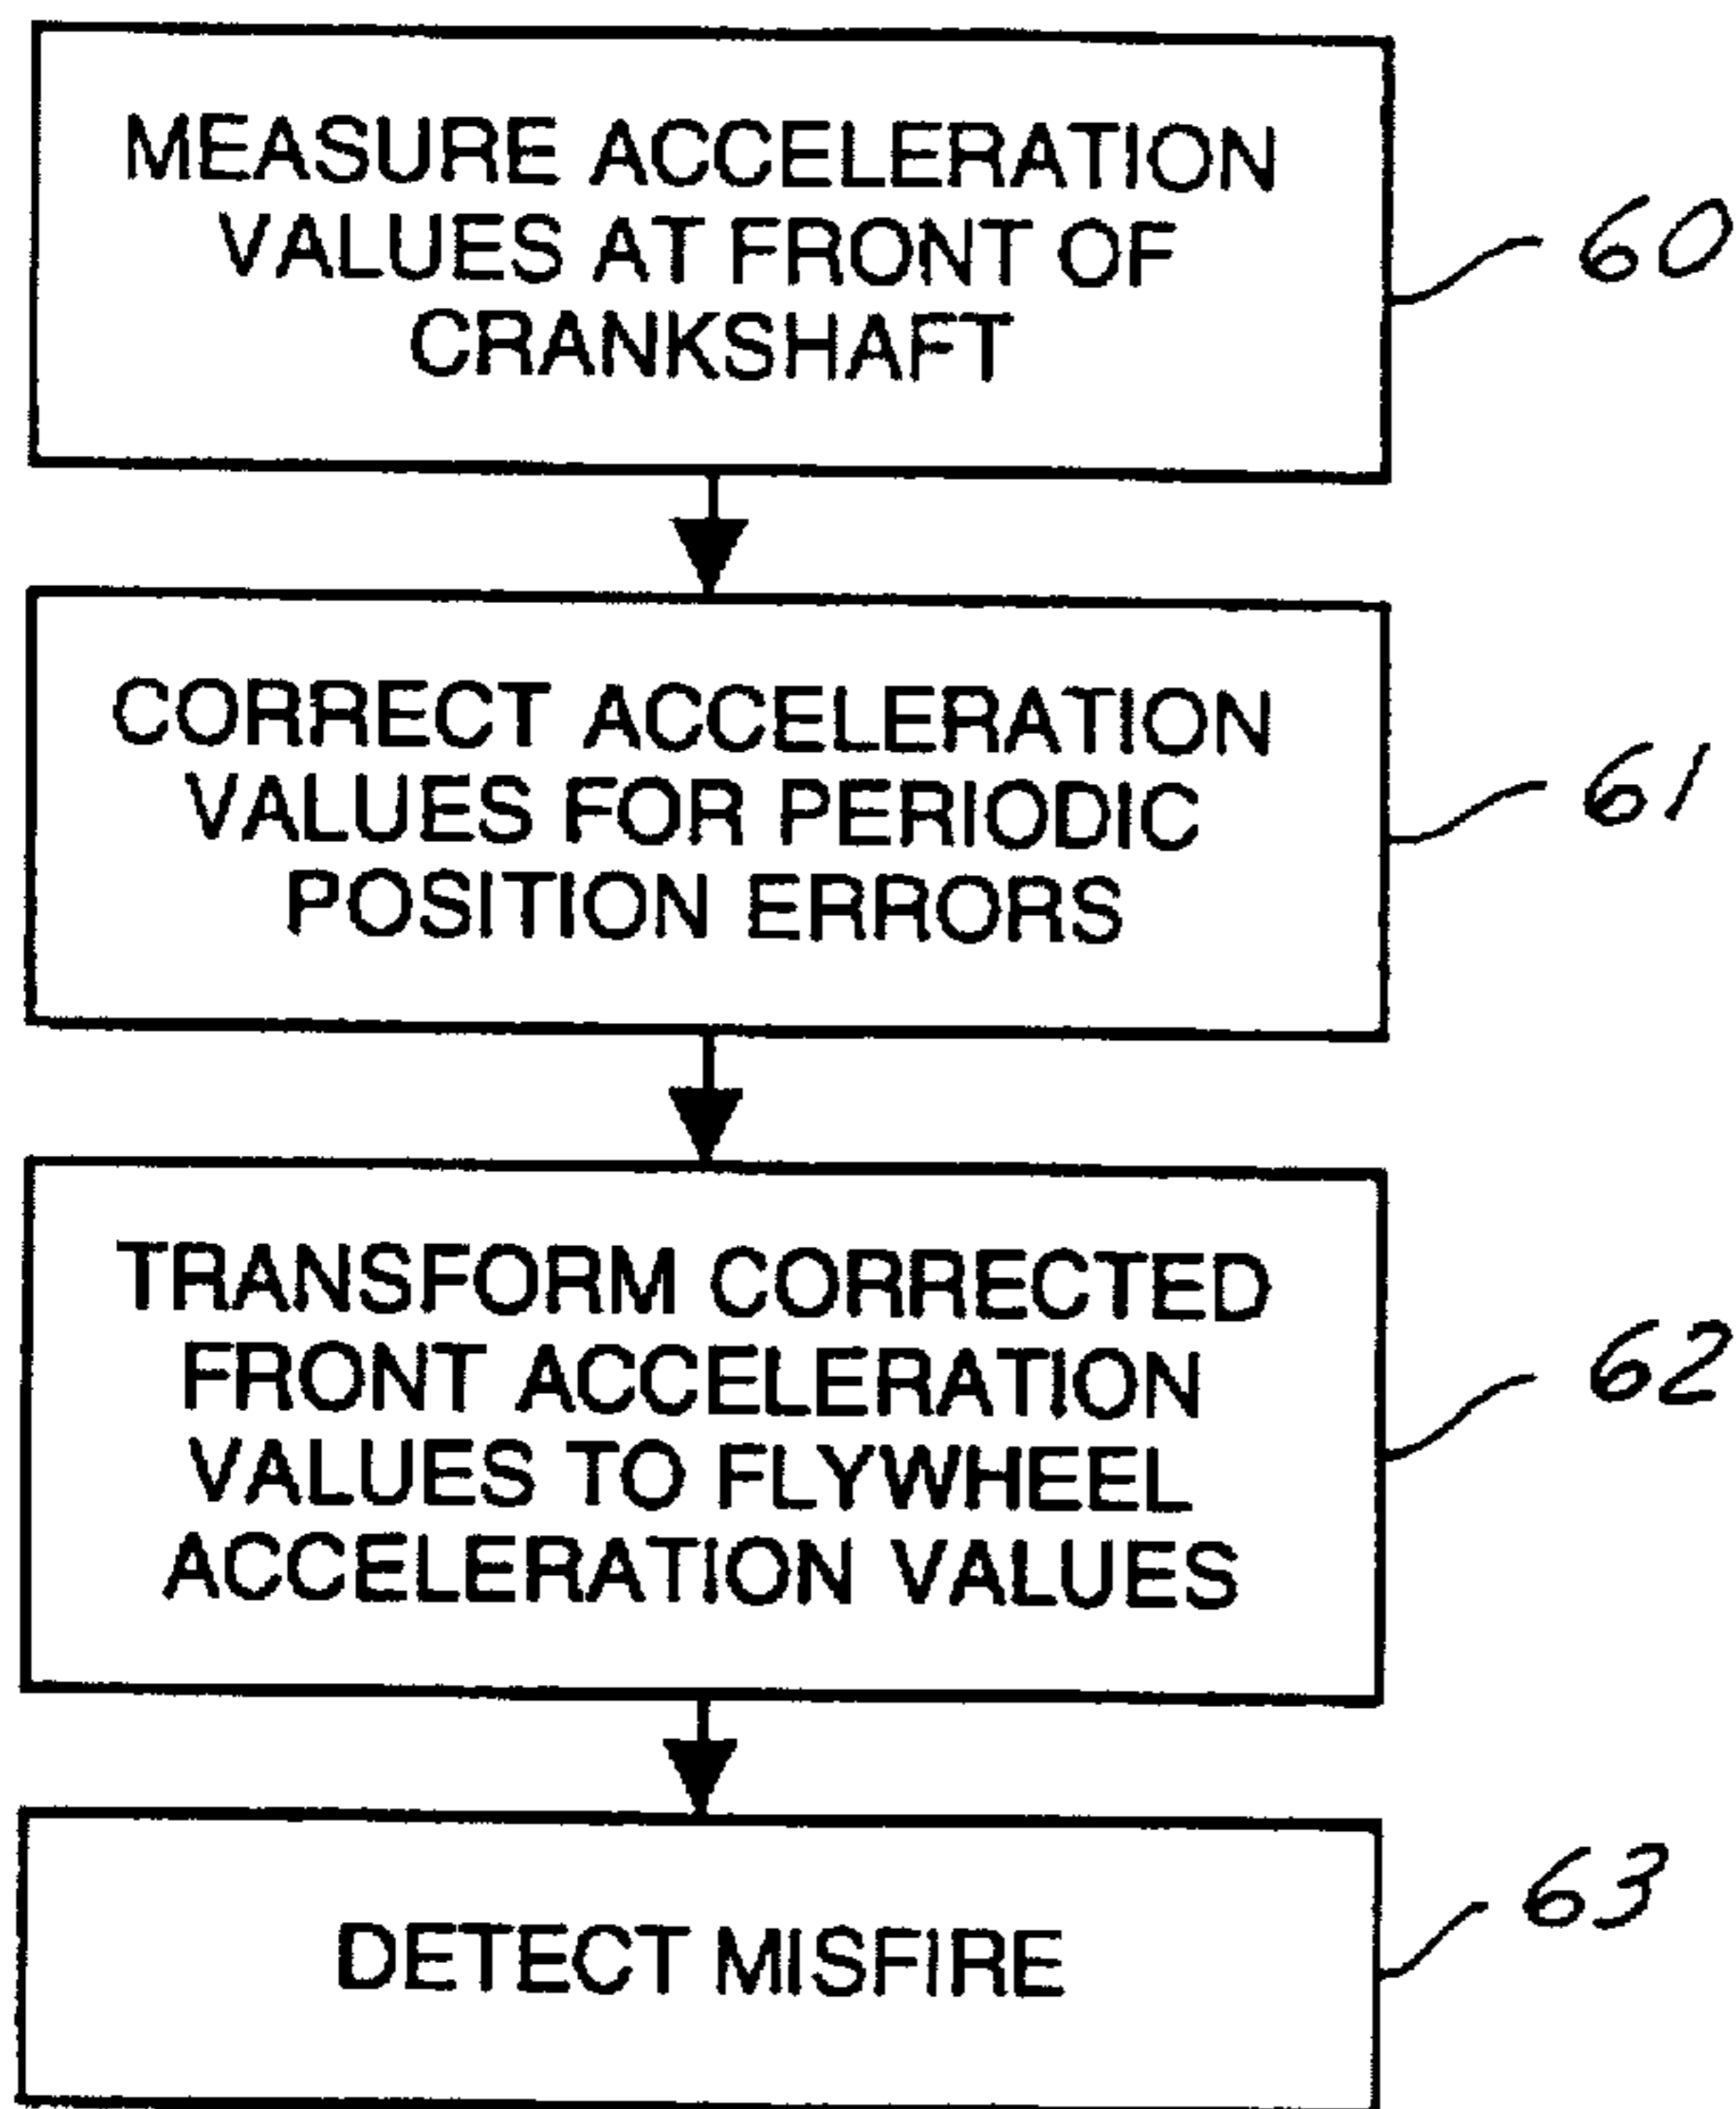 MEASURE ACCELERATION
VALUES AT FRONT OF
CRANKSHAFT
60
CORRECT ACCELERATION
VALUES FOR PERIODIC
POSITION ERRORS
61
TRANSFORM CORRECTED
FRONT ACCELERATION
VALUES TO FLYWHEEL
ACCELERATION VALUES
62
DETECT MISFIRE
63